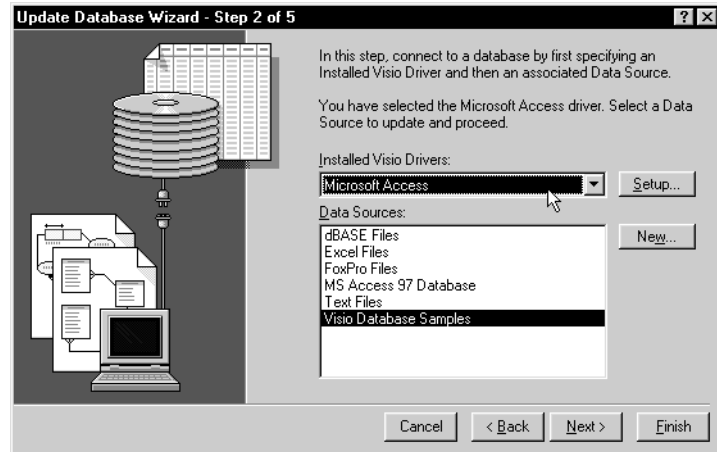 Update Database Wizard - Step 2 of 5
In this step, connect to a database by first specifying an
Installed Visio Driver and then an associated Data Source.
You have selected the Microsoft Access driver. Select a Data
Source to update and proceed.
Installed Visio Drivers:
Microsoft Access
Setup...
Data Sources:
dBASE Files
Excel Files
FoxPro Files
MS Access 97 Database
Text Files
Visio Database Samples
New...
Cancel
< Back
Next >
Finish